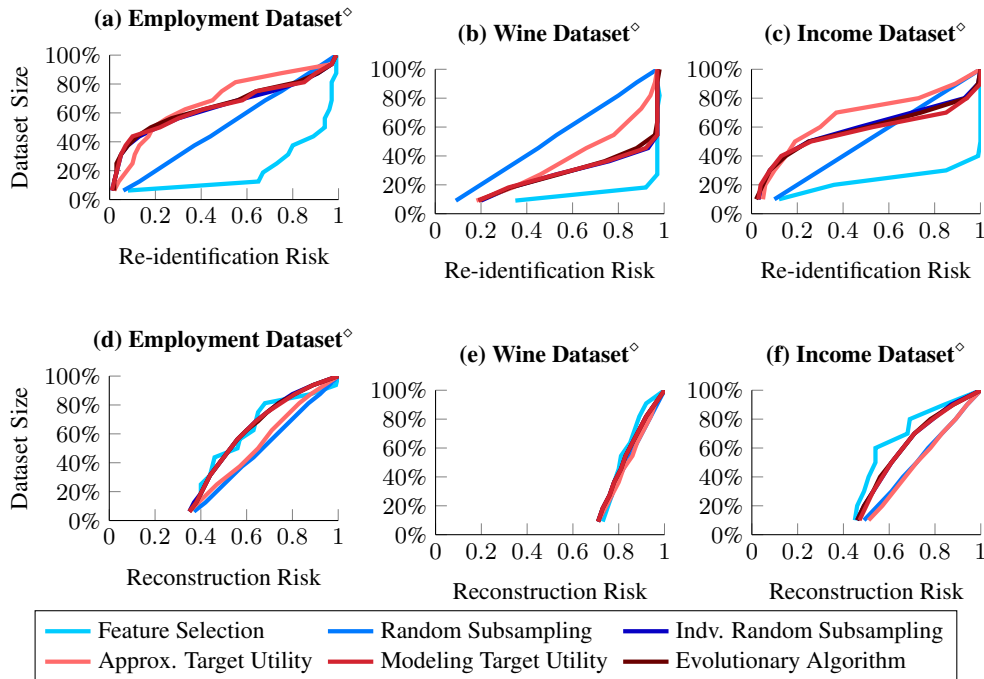 (a) Employment Dataset◇
(b) Wine Dataset◇
(c) Income Dataset◇
Dataset Size
100%
80%
60%
40%
20%
0%
0 0.2 0.4 0.6 0.8 1
Re-identification Risk
100%
80%
60%
40%
20%
0%
0 0.2 0.4 0.6 0.8 1
Re-identification Risk
100%
80%
60%
40%
20%
0%
0 0.2 0.4 0.6 0.8 1
Re-identification Risk
(d) Employment Dataset◇
(e) Wine Dataset◇
(f) Income Dataset◇
Dataset Size
100%
80%
60%
40%
20%
0%
0 0.2 0.4 0.6 0.8 1
Reconstruction Risk
100%
80%
60%
40%
20%
0%
0 0.2 0.4 0.6 0.8 1
Reconstruction Risk
100%
80%
60%
40%
20%
0%
0 0.2 0.4 0.6 0.8 1
Reconstruction Risk
Feature Selection
Random Subsampling
Indv. Random Subsampling
Approx. Target Utility
Modeling Target Utility
Evolutionary Algorithm